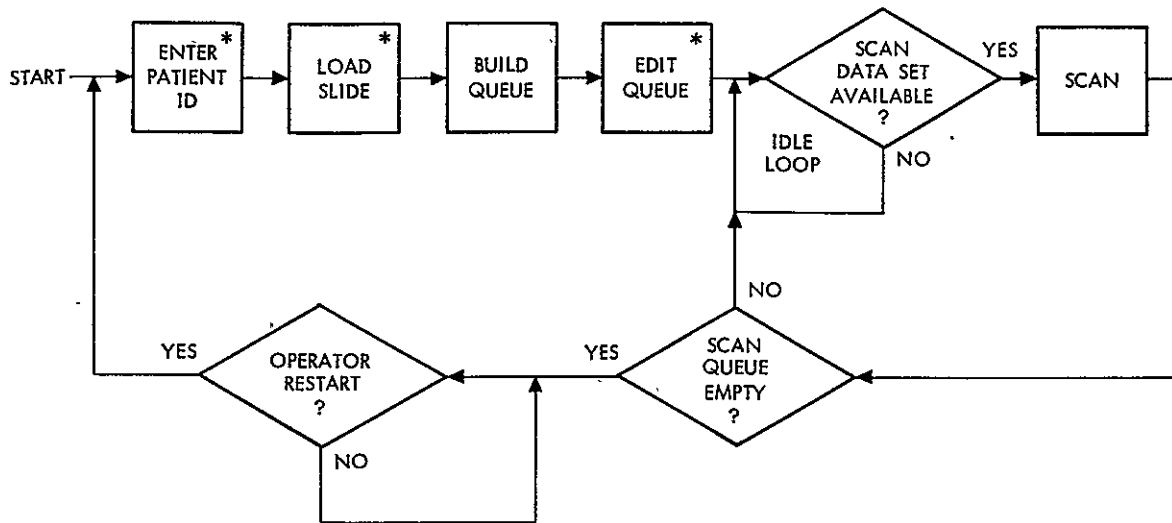 START
ENTER *
PATIENT
ID
LOAD *
SLIDE
BUILD
QUEUE
EDIT *
QUEUE
SCAN
DATA SET
AVAILABLE
?
YES
SCAN
IDLE
LOOP
NO
NO
YES
OPERATOR
RESTART
?
NO
YES
SCAN
QUEUE
EMPTY
?